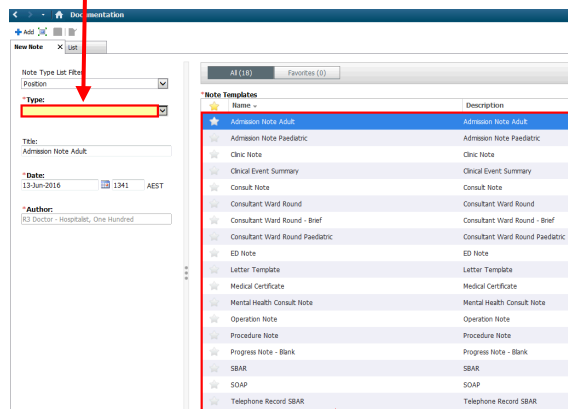 Documentation
Add
New Note X List
Note Type List Filter:
Position
*Type:
Title:
Admission Note Adult
*Date:
13-Jun-2016 1341 AEST
*Author:
R3 Doctor - Hospitalist, One Hundred
All (18) Favorites (0)
*Note Templates
Name Description
Admission Note Adult Admission Note Adult
Admission Note Paediatric Admission Note Paediatric
Clinic Note Clinic Note
Clinical Event Summary Clinical Event Summary
Consult Note Consult Note
Consultant Ward Round Consultant Ward Round
Consultant Ward Round - Brief Consultant Ward Round - Brief
Consultant Ward Round Paediatric Consultant Ward Round Paediatric
ED Note ED Note
Letter Template Letter Template
Medical Certificate Medical Certificate
Mental Health Consult Note Mental Health Consult Note
Operation Note Operation Note
Procedure Note Procedure Note
Progress Note - Blank Progress Note - Blank
SBAR SBAR
SOAP SOAP
Telephone Record SBAR Telephone Record SBAR